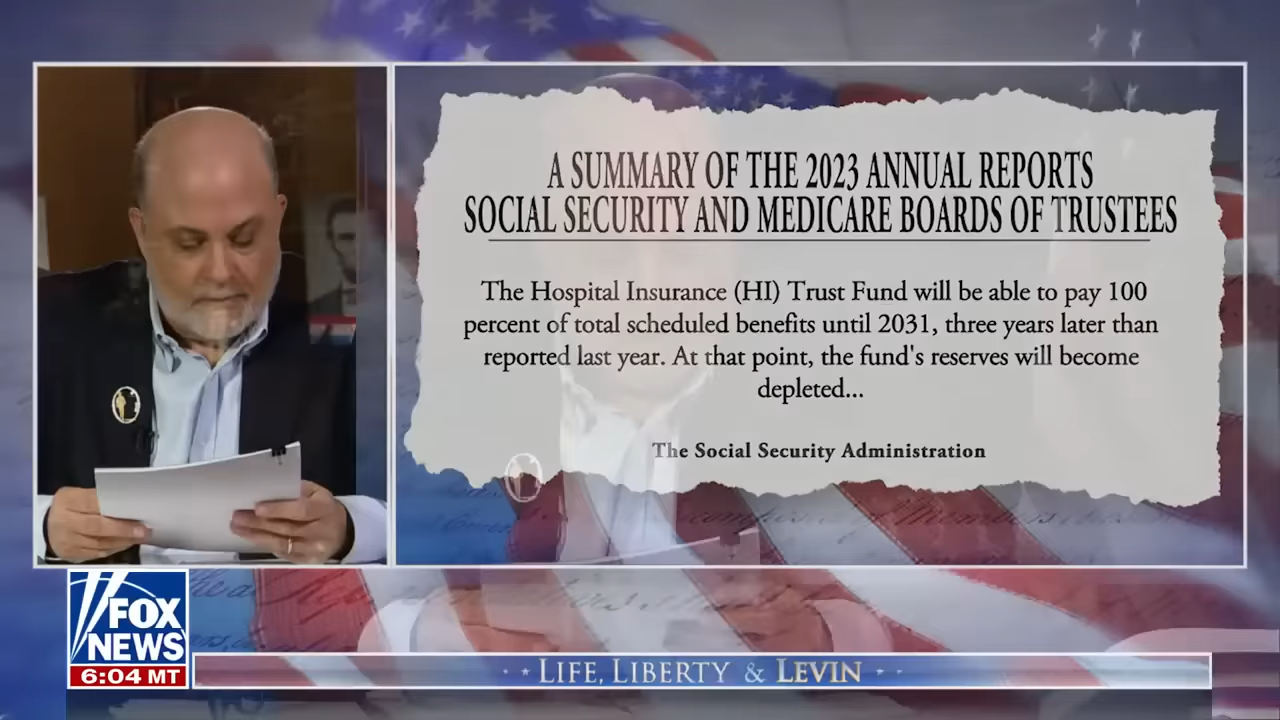 A SUMMARY OF THE 2023 ANNUAL REPORTS
SOCIAL SECURITY AND MEDICARE BOARDS OF TRUSTEES
The Hospital Insurance (HI) Trust Fund will be able to pay 100
percent of total scheduled benefits until 2031, three years later than
reported last year. At that point, the fund's reserves will become
depleted...
The Social Security Administration
FOX
NEWS
6:04 MT
LIFE, LIBERTY & LEVIN